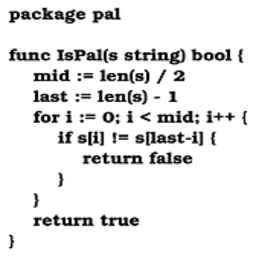 package pal
func IsPal(s string) bool {
mid := len(s) / 2
last := len(s) - 1
for i := 0; i < mid; i++ {
if s[i] != s[last-i] {
return false
}
}
return true
}